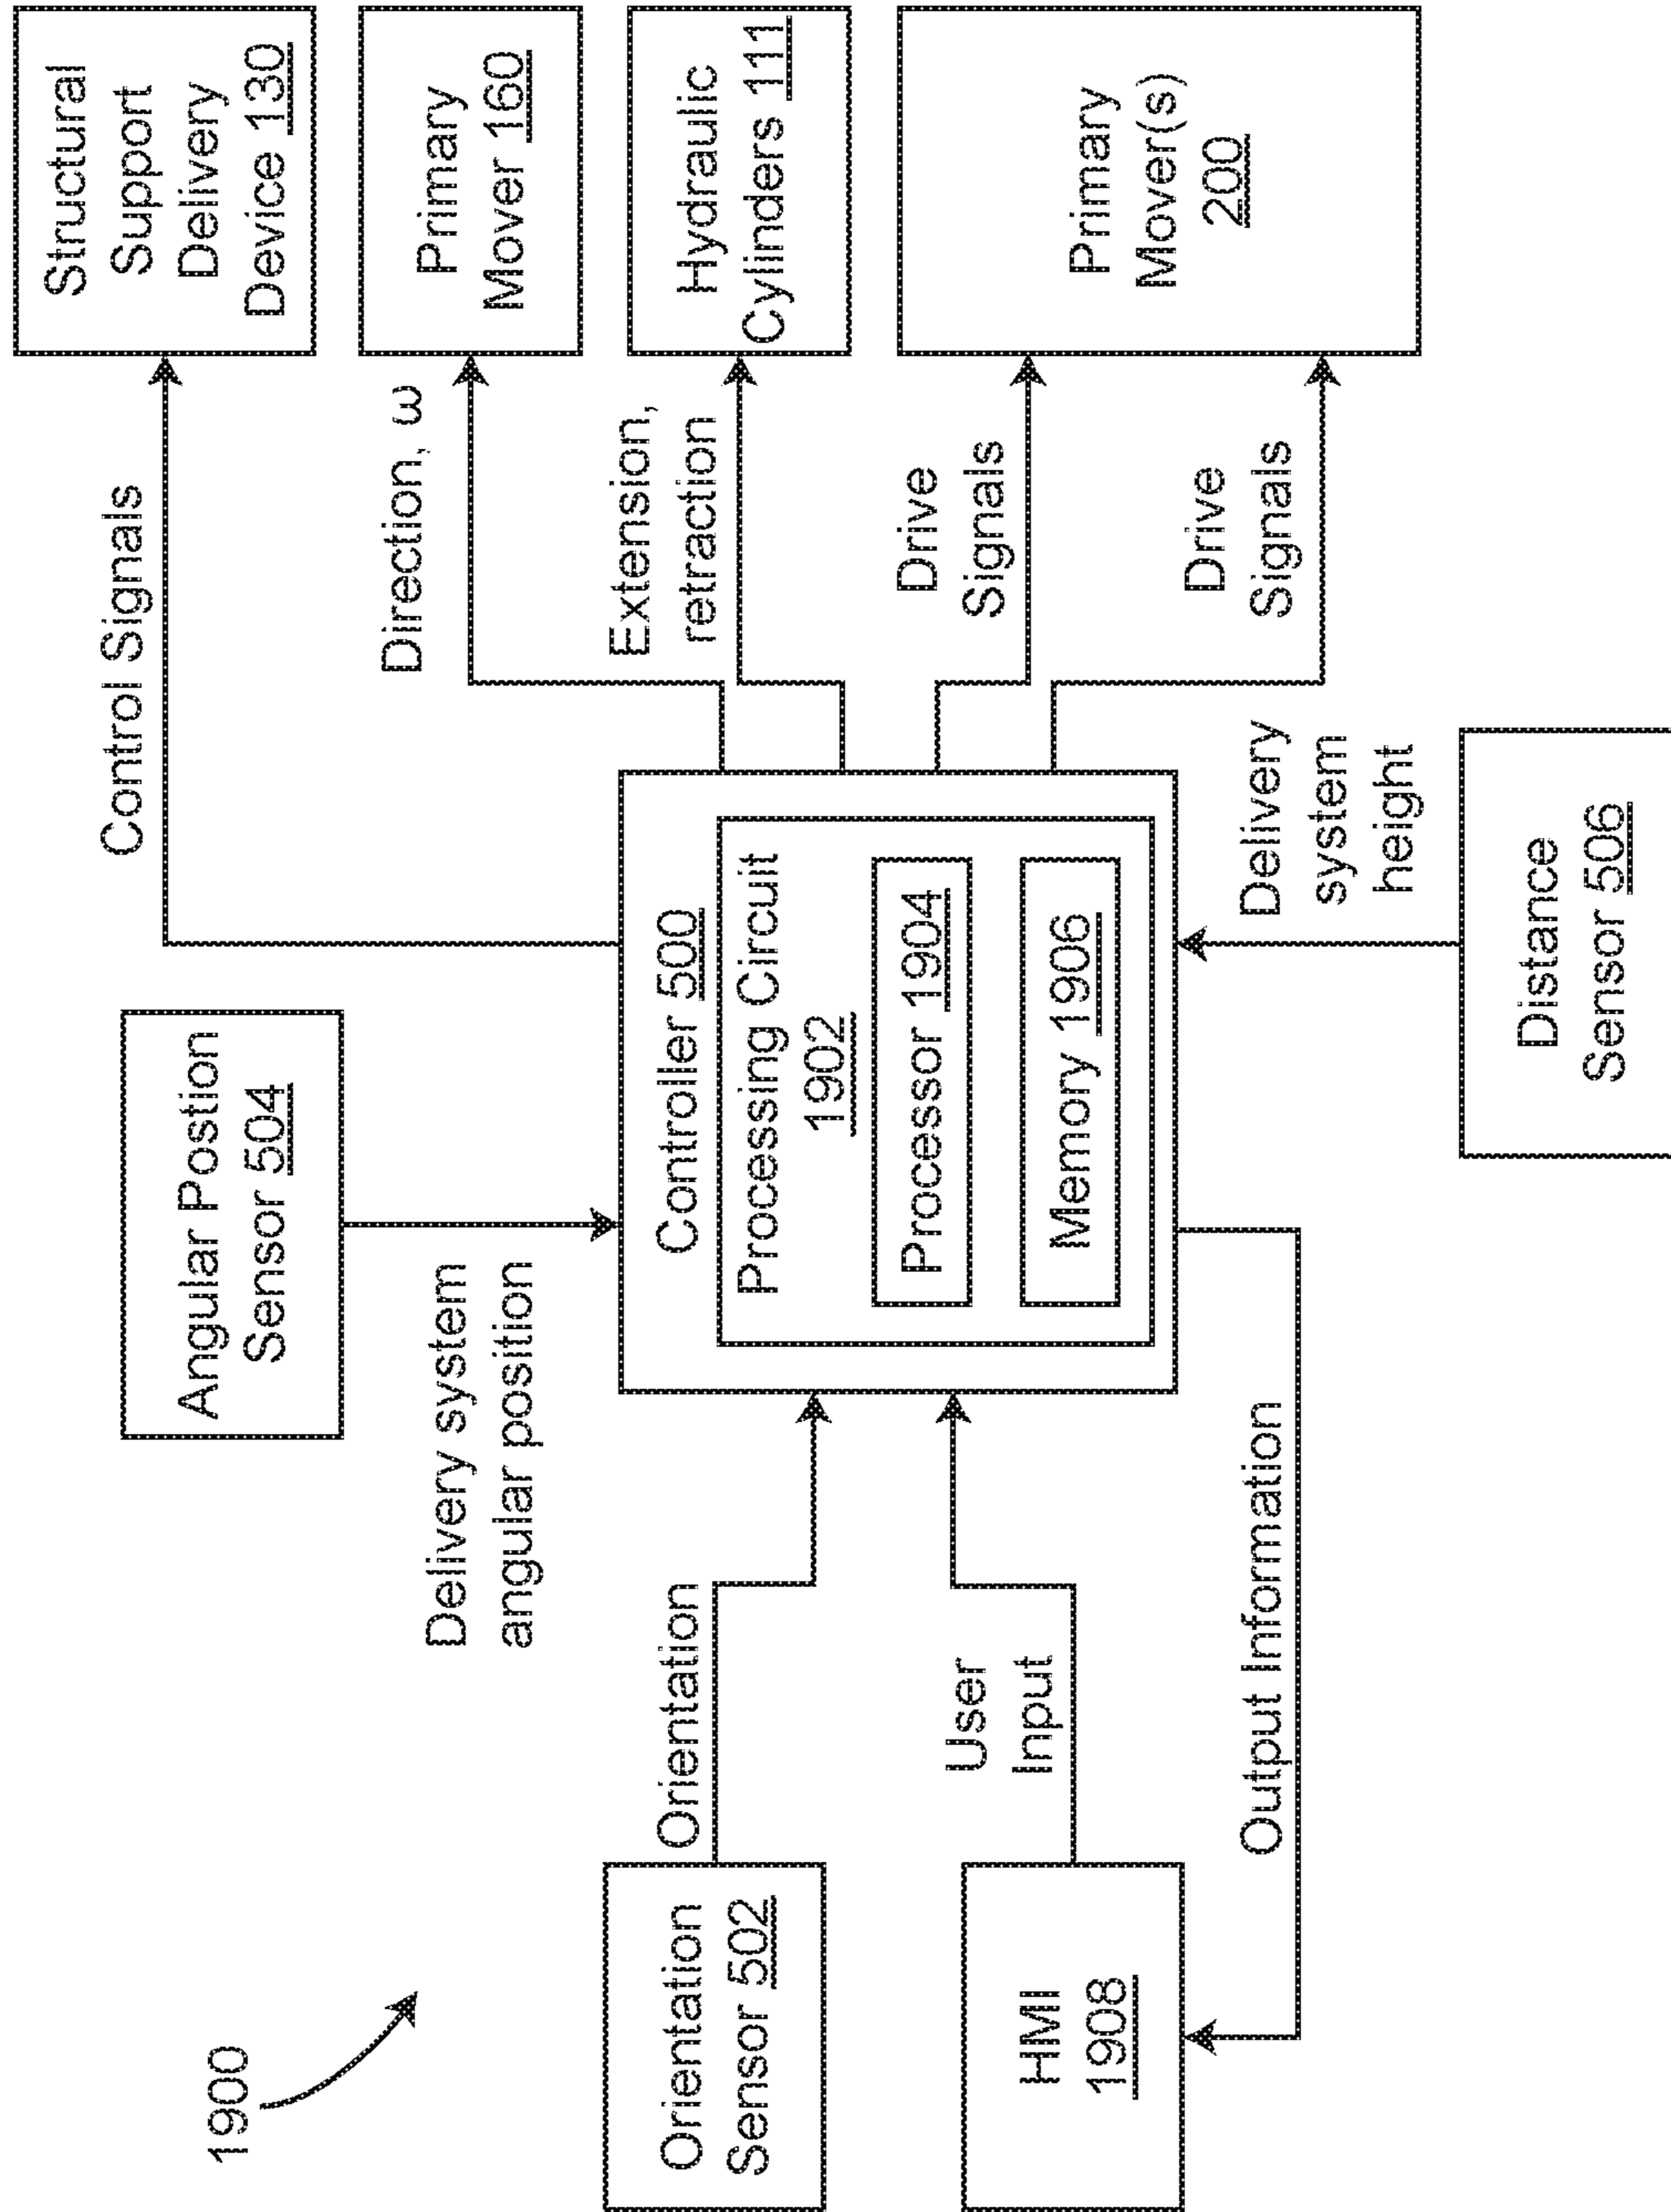 1900
Orientation
Sensor 502
HMI
1908
Orientation
User
Input
Output Information
Angular Postion
Sensor 504
Delivery system
angular position
Controller 500
Processing Circuit
1902
Processor 1904
Memory 1906
Delivery
system
height
Distance
Sensor 506
Control Signals
Direction, ω
Extension,
retraction
Drive
Signals
Drive
Signals
Structural
Support
Delivery
Device 130
Primary
Mover 160
Hydraulic
Cylinders 111
Primary
Mover(s)
200